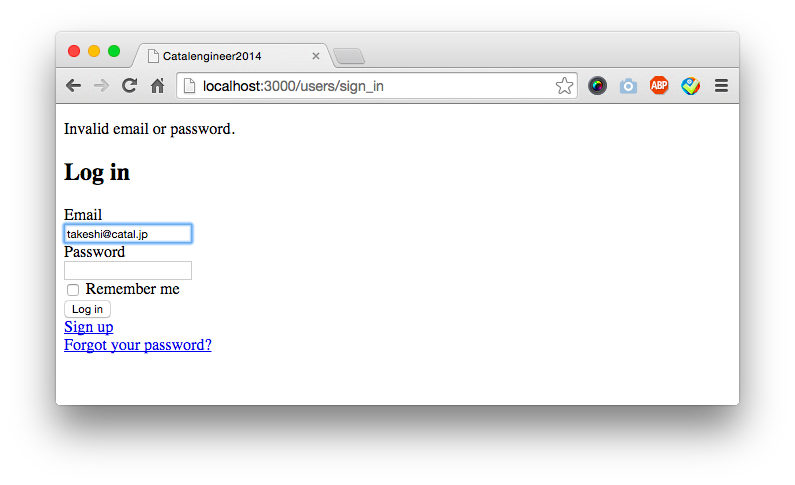 Catalengineer2014
localhost:3000/users/sign_in
ABP
Invalid email or password.
Log in
Email
takeshi@catal.jp
Password
Remember me
Log in
Sign up
Forgot your password?